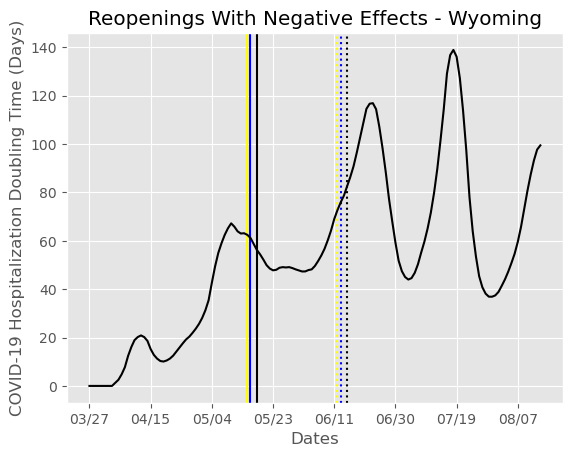 Reopenings With Negative Effects - Wyoming
COVID-19 Hospitalization Doubling Time (Days)
140
120
100
80
60
40
20
0
03/27 04/15 05/04 05/23 06/11 06/30 07/19 08/07
Dates